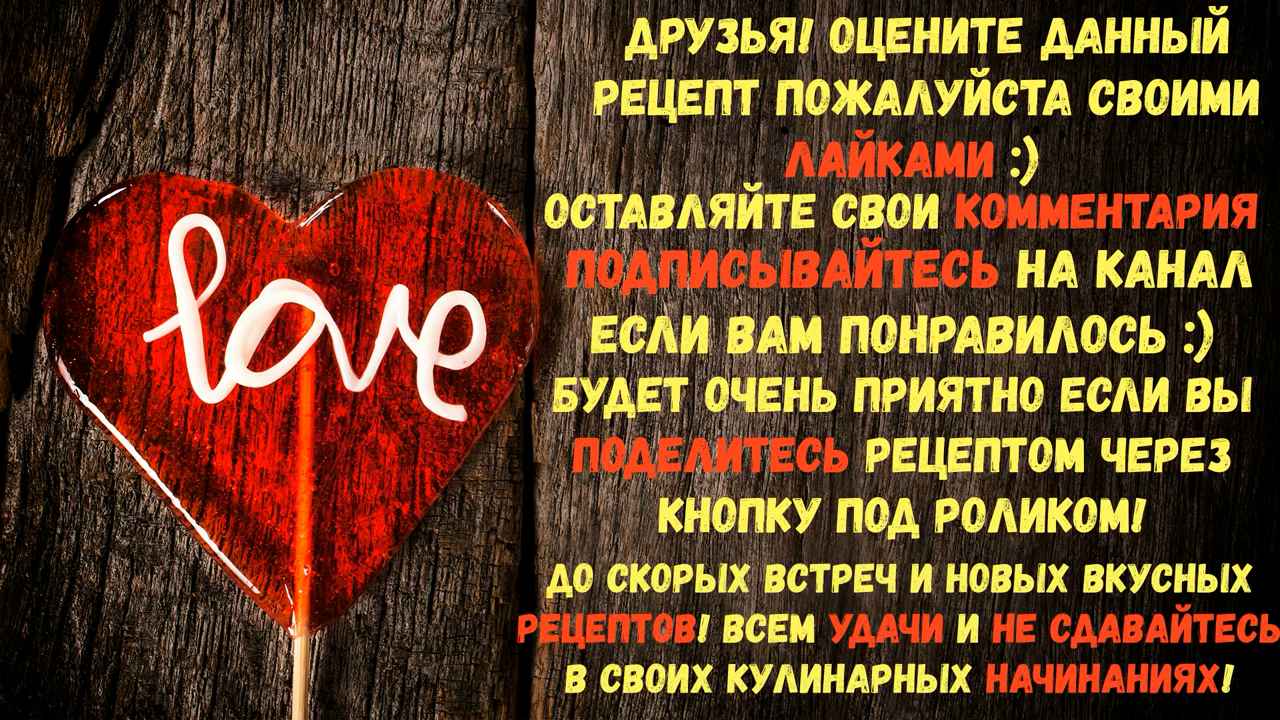 love
ДРУЗЬЯ! ОЦЕНИТЕ ДАННЫЙ
РЕЦЕПТ ПОЖАЛУЙСТА СВОИМИ
ЛАЙКАМИ :)
ОСТАВЛЯЙТЕ СВОИ КОММЕНТАРИЯ
ПОДПИСЫВАЙТЕСЬ НА КАНАЛ
ЕСЛИ ВАМ ПОНРАВИЛОСЬ :)
БУДЕТ ОЧЕНЬ ПРИЯТНО ЕСЛИ ВЫ
ПОДЕЛИТЕСЬ РЕЦЕПТОМ ЧЕРЕЗ
КНОПКУ ПОД РОЛИКОМ!
ДО СКОРЫХ ВСТРЕЧ И НОВЫХ ВКУСНЫХ
РЕЦЕПТОВ! ВСЕМ УДАЧИ И НЕ СДАВАЙТЕСЬ
В СВОИХ КУЛИНАРНЫХ НАЧИНАНИЯХ!